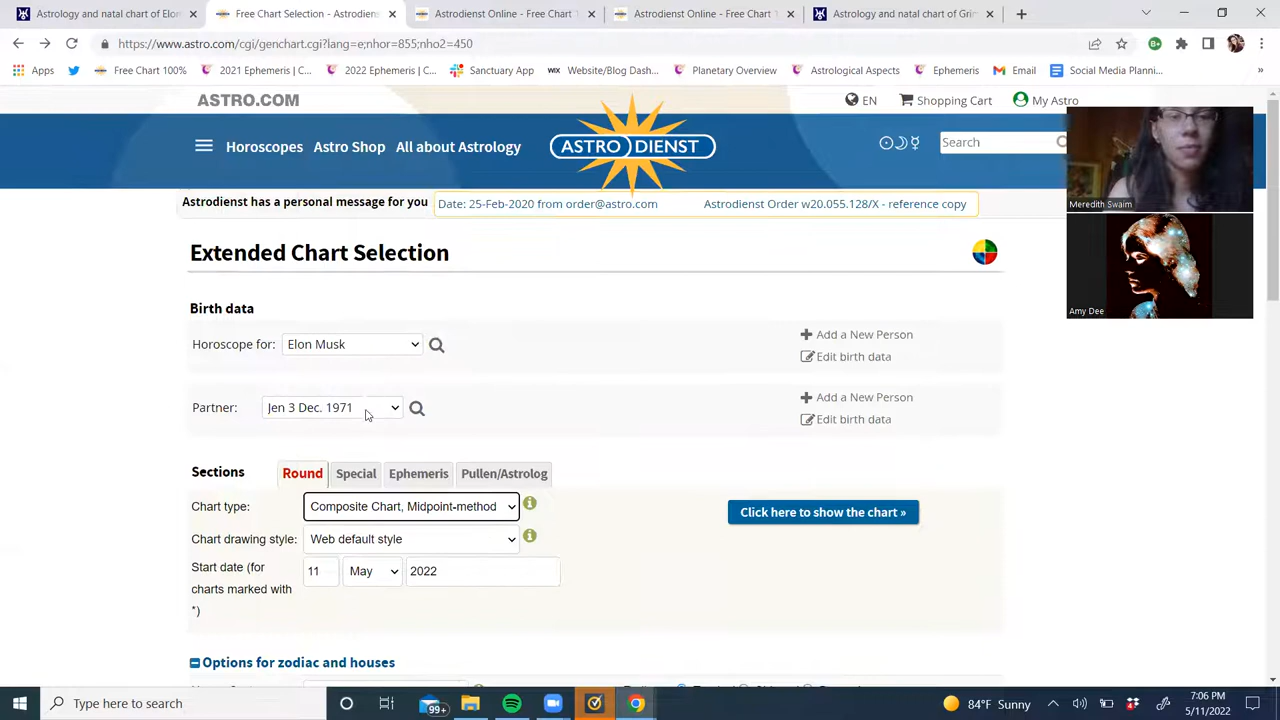 Astrology and natal chart of Elon
Free Chart Selection - Astrodiens
Astrodienst Online - Free Chart
Astrodienst Online - Free Chart
Astrology and natal chart of Grim
https://www.astro.com/cgi/genchart.cgi?lang=e;nhor=855;nho2=450
Apps
Free Chart 100%
2021 Ephemeris | C...
2022 Ephemeris | C...
Sanctuary App
WIX Website/Blog Dash...
Planetary Overview
Astrological Aspects
Ephemeris
Email
Social Media Planni...
»
ASTRO.COM
EN
Shopping Cart
My Astro
Horoscopes
Astro Shop
All about Astrology
ASTRO DIENST
Search
Astrodienst has a personal message for you
Date: 25-Feb-2020 from order@astro.com
Astrodienst Order w20.055.128/X - reference copy
Meredith Swaim
Amy Dee
Extended Chart Selection
Birth data
Horoscope for: Elon Musk
Add a New Person
Edit birth data
Partner: Jen 3 Dec. 1971
Add a New Person
Edit birth data
Sections Round Special Ephemeris Pullen/Astrolog
Chart type: Composite Chart, Midpoint-method
Click here to show the chart »
Chart drawing style: Web default style
Start date (for
charts marked with
*)
11 May 2022
Options for zodiac and houses
Type here to search
99+
84°F Sunny
7:06 PM
5/11/2022